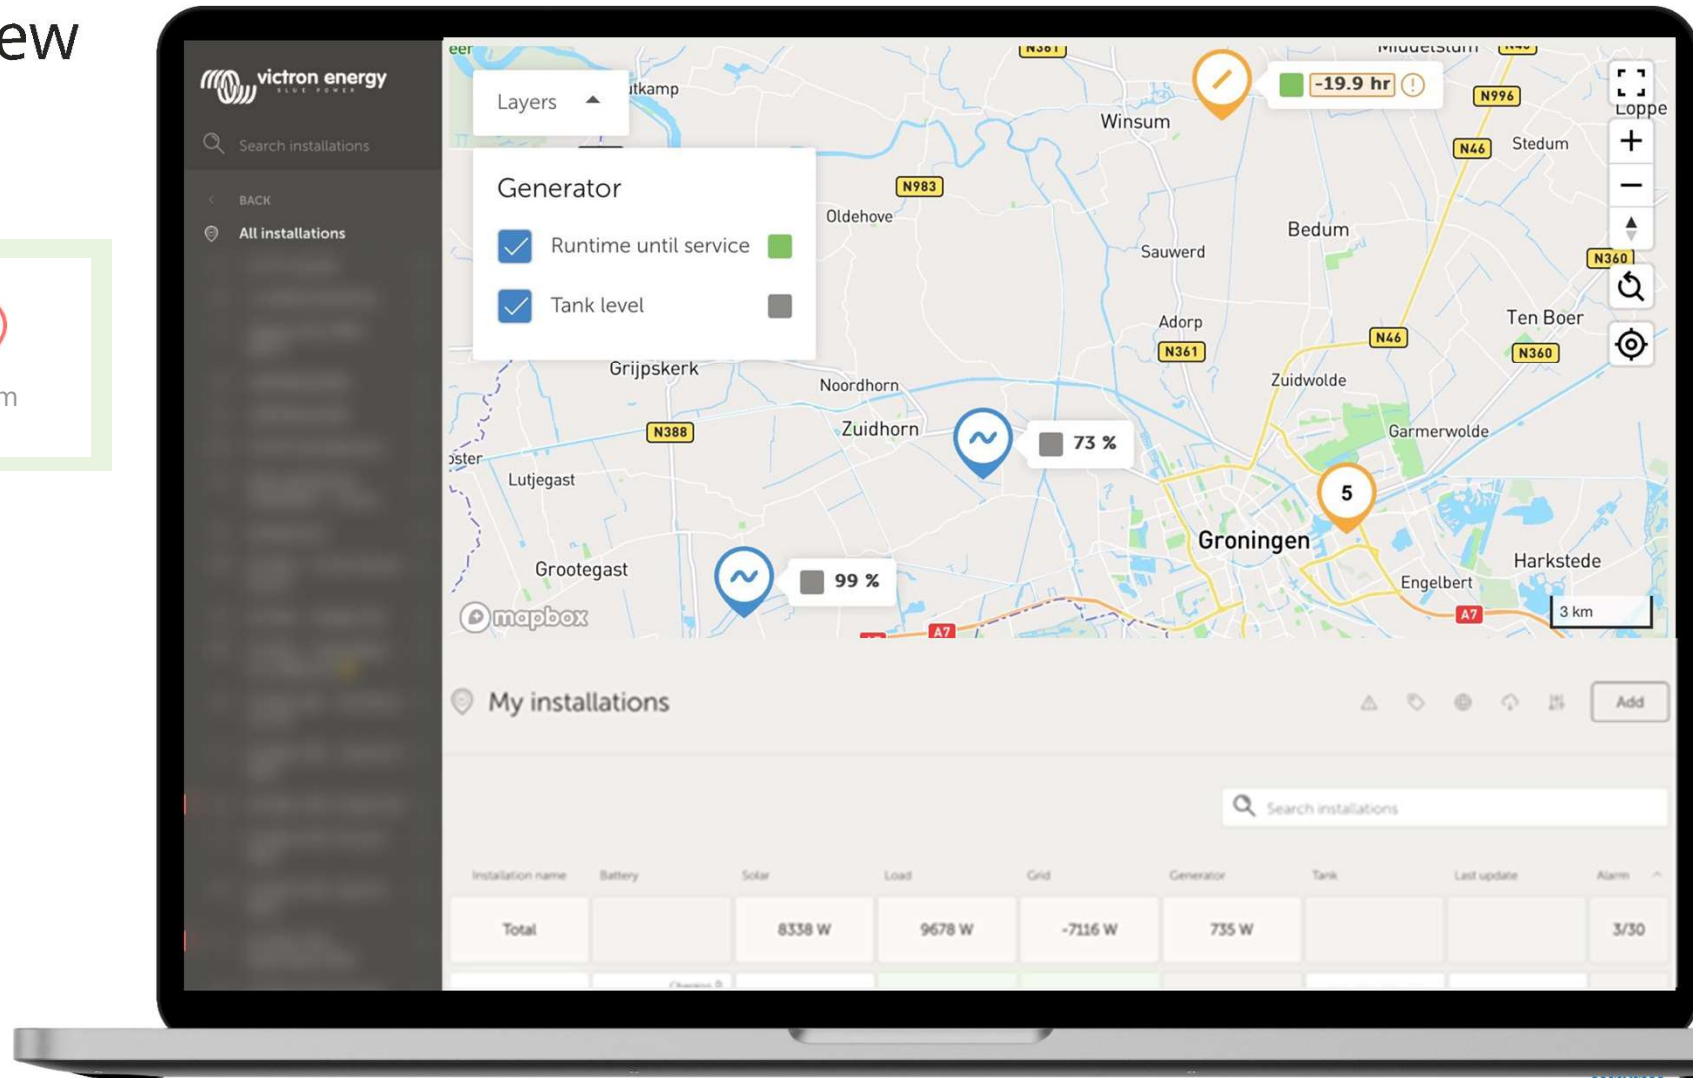 ew
m
victron energy
BLUE POWER
Search installations
BACK
All installations
Layers
Generator
Runtime until service
Tank level
N361
N996
-19.9 hr
Winsum
N46
Stedum
N983
Oldehove
Bedum
Sauwerd
N360
Ten Boer
Adorp
N361
N46
N360
Grijpskerk
Noordhorn
Zuidwolde
N388
Zuidhorn
73 %
Garmerwolde
Lutjegast
5
Groningen
Grootegast
99 %
Harkstede
Engelbert
mapbox
A7
A7
3 km
My installations
Add
Search installations
Installation name Battery Solar Load Grid Generator Tank Last update Alarm
Total 8338 W 9678 W -7116 W 735 W 3/30